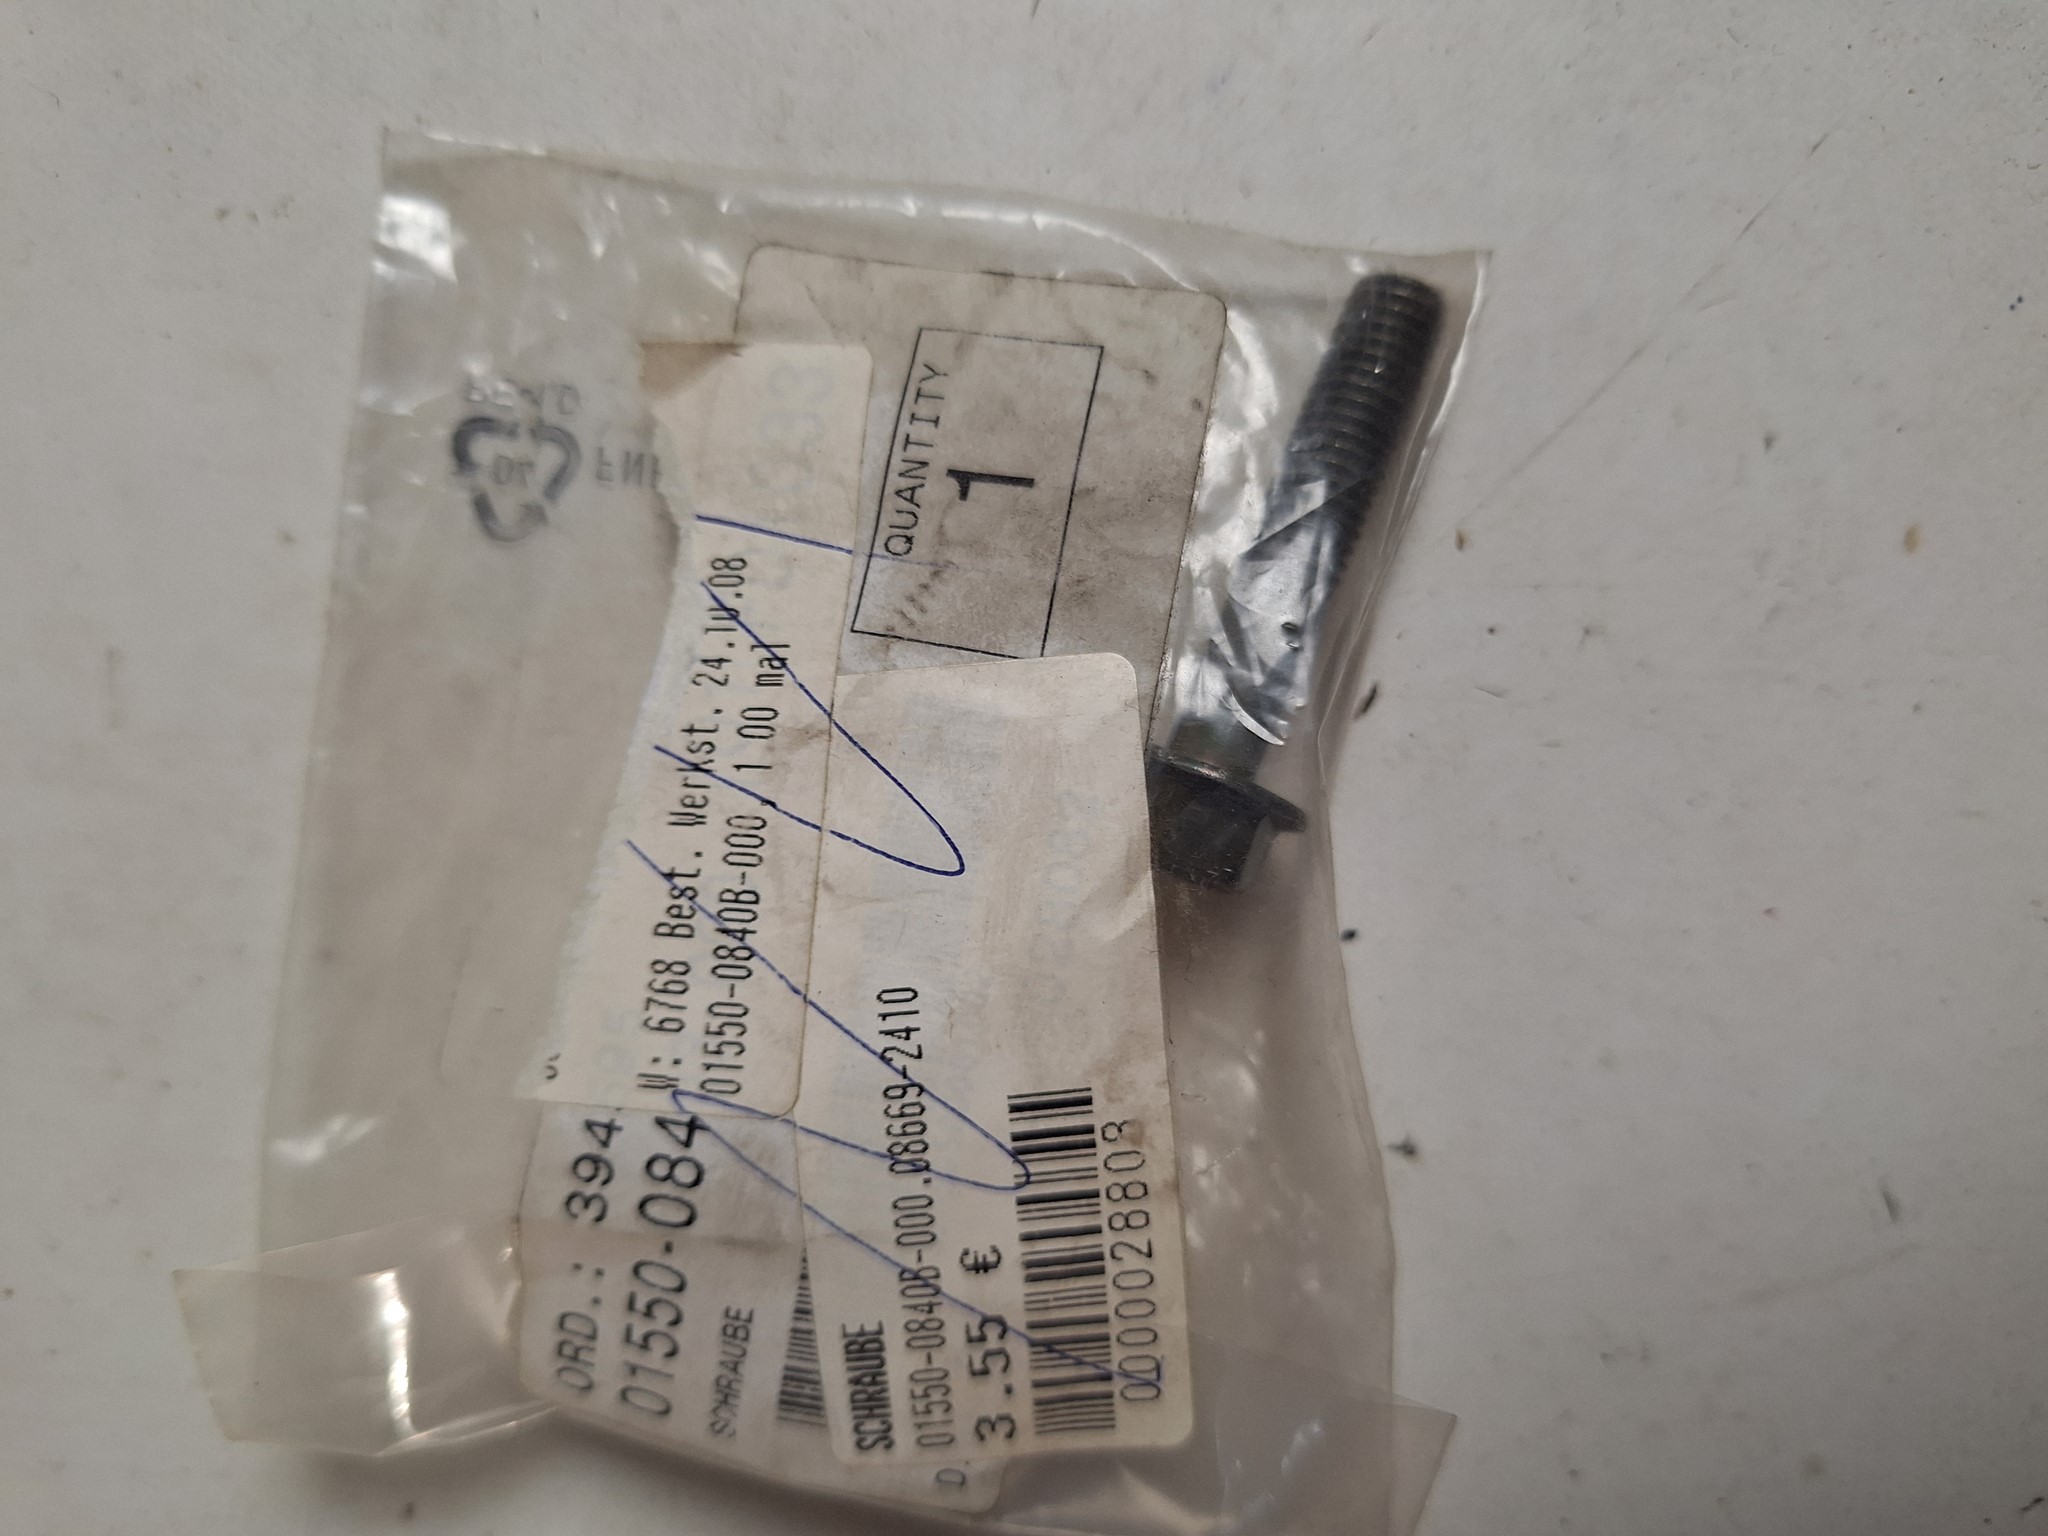 QUANTITY
1
W: 6768 Best. Werkst. 24.10.08
01550-0840B-000 , 1 00 mal
ORD.: 394
01550-084
SCHRAUBE
SCHRAUBE
01550-0840B-000.08669-2410
3.55 €
000028808